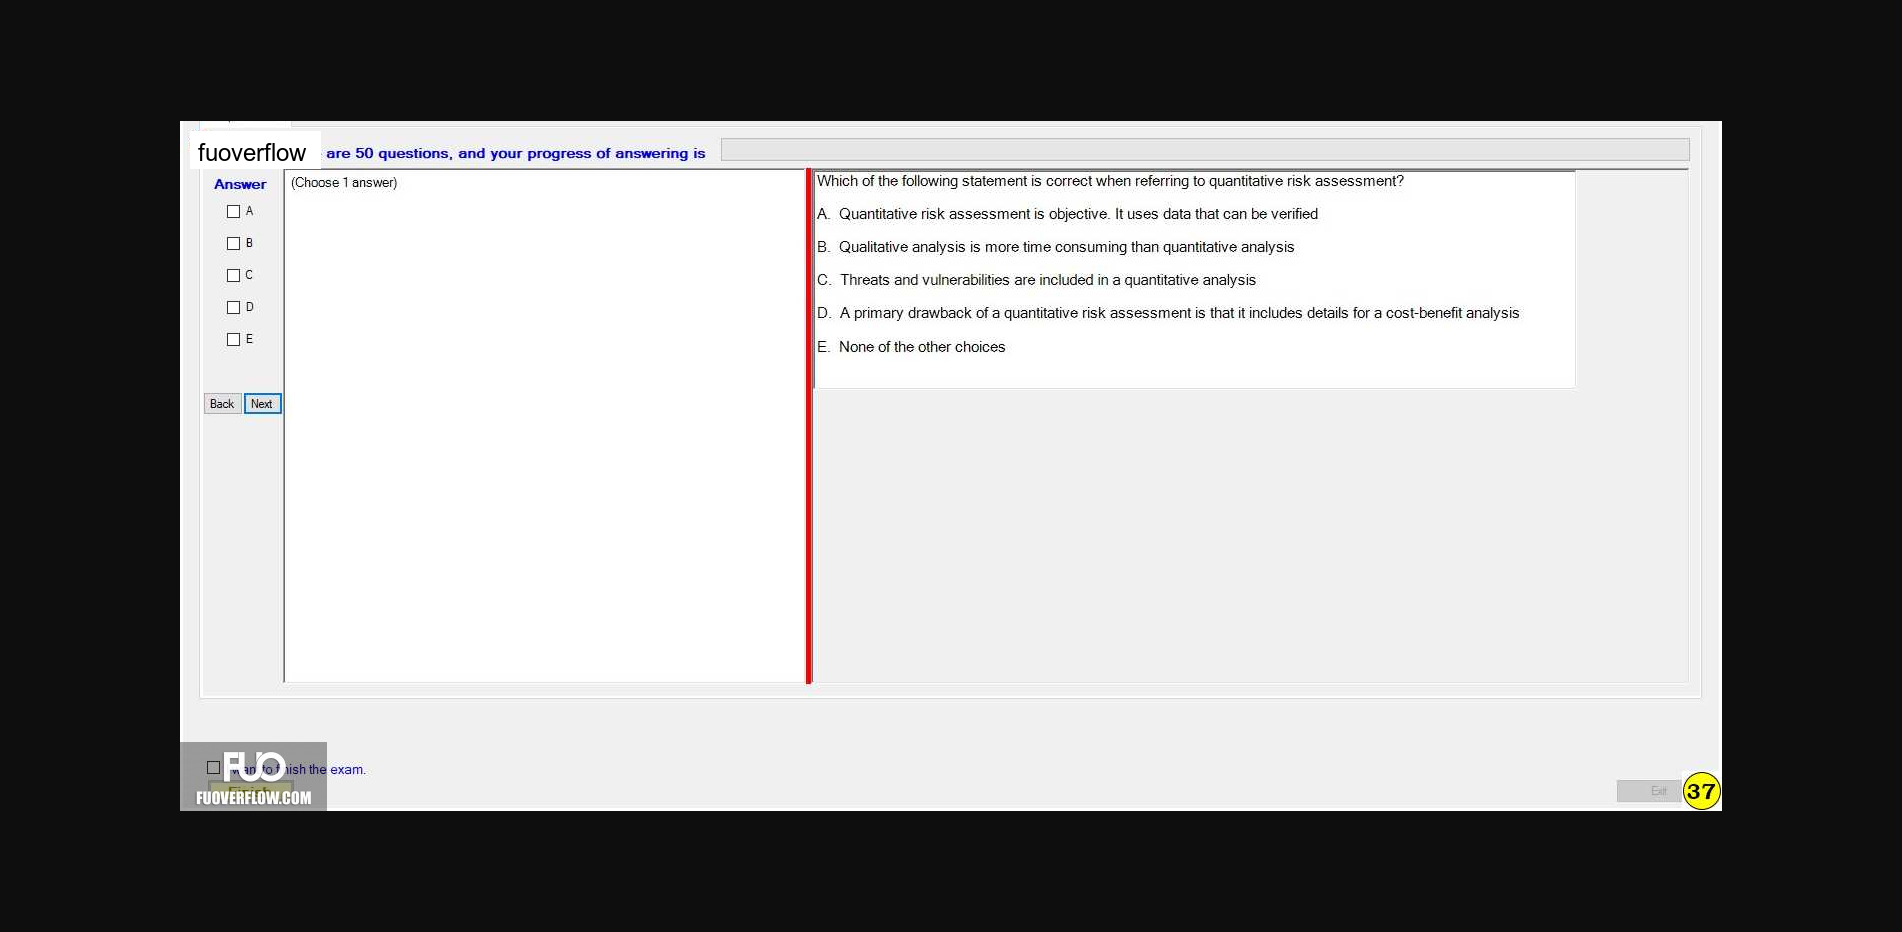 fuoverflow are 50 questions, and your progress of answering is
Answer
(Choose 1 answer)
A
B
C
D
E
Back Next
Which of the following statement is correct when referring to quantitative risk assessment?
A. Quantitative risk assessment is objective. It uses data that can be verified
B. Qualitative analysis is more time consuming than quantitative analysis
C. Threats and vulnerabilities are included in a quantitative analysis
D. A primary drawback of a quantitative risk assessment is that it includes details for a cost-benefit analysis
E. None of the other choices
FUO
want to finish the exam.
Finish
FUOVERFLOW.COM
Exit
37